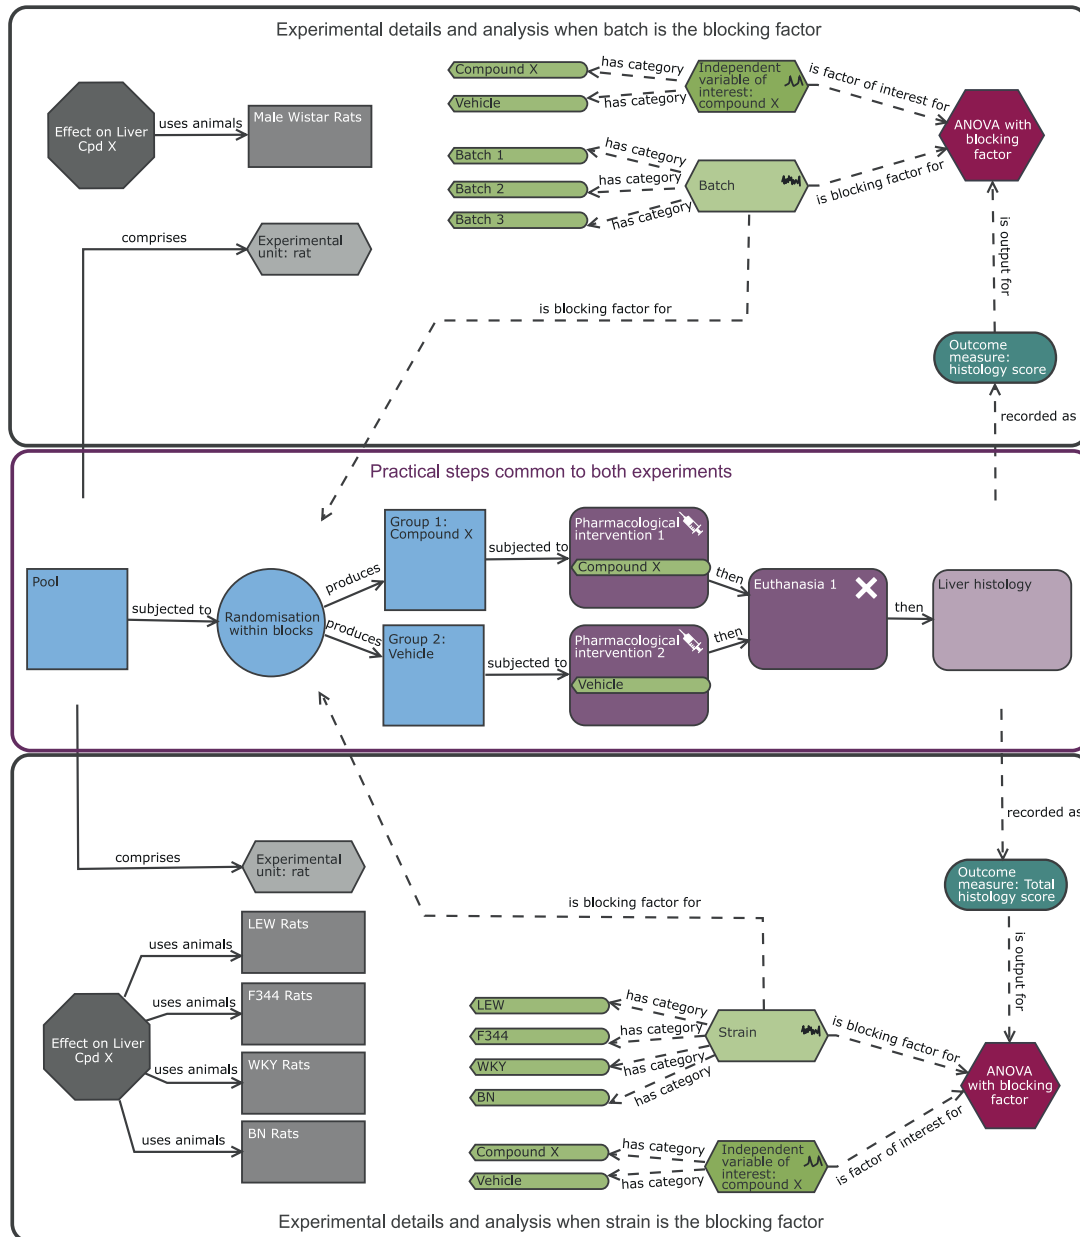 Experimental details and analysis when batch is the blocking factor
Effect on Liver
Cpd X
uses animals
Male Wistar Rats
Compound X
Vehicle
has category
has category
Independent
variable of
interest:
compound X
is factor of interest for
ANOVA with
blocking
factor
Batch 1
Batch 2
Batch 3
has category
has category
has category
Batch
is blocking factor for
comprises
Experimental
unit: rat
is blocking factor for
is output for
Outcome
measure:
histology score
recorded as
Practical steps common to both experiments
Pool
subjected to
Randomisation
within blocks
produces
produces
Group 1:
Compound X
Group 2:
Vehicle
subjected to
subjected to
Pharmacological
intervention 1
Compound X
Pharmacological
intervention 2
Vehicle
then
then
Euthanasia 1
then
Liver histology
recorded as
comprises
Experimental
unit: rat
is blocking factor for
Outcome
measure: Total
histology score
is output for
Effect on Liver
Cpd X
uses animals
uses animals
uses animals
uses animals
LEW Rats
F344 Rats
WKY Rats
BN Rats
LEW
F344
WKY
BN
has category
has category
has category
has category
Strain
is blocking factor for
ANOVA
with blocking
factor
Compound X
Vehicle
has category
has category
Independent
variable of
interest:
compound X
is factor of interest for
Experimental details and analysis when strain is the blocking factor